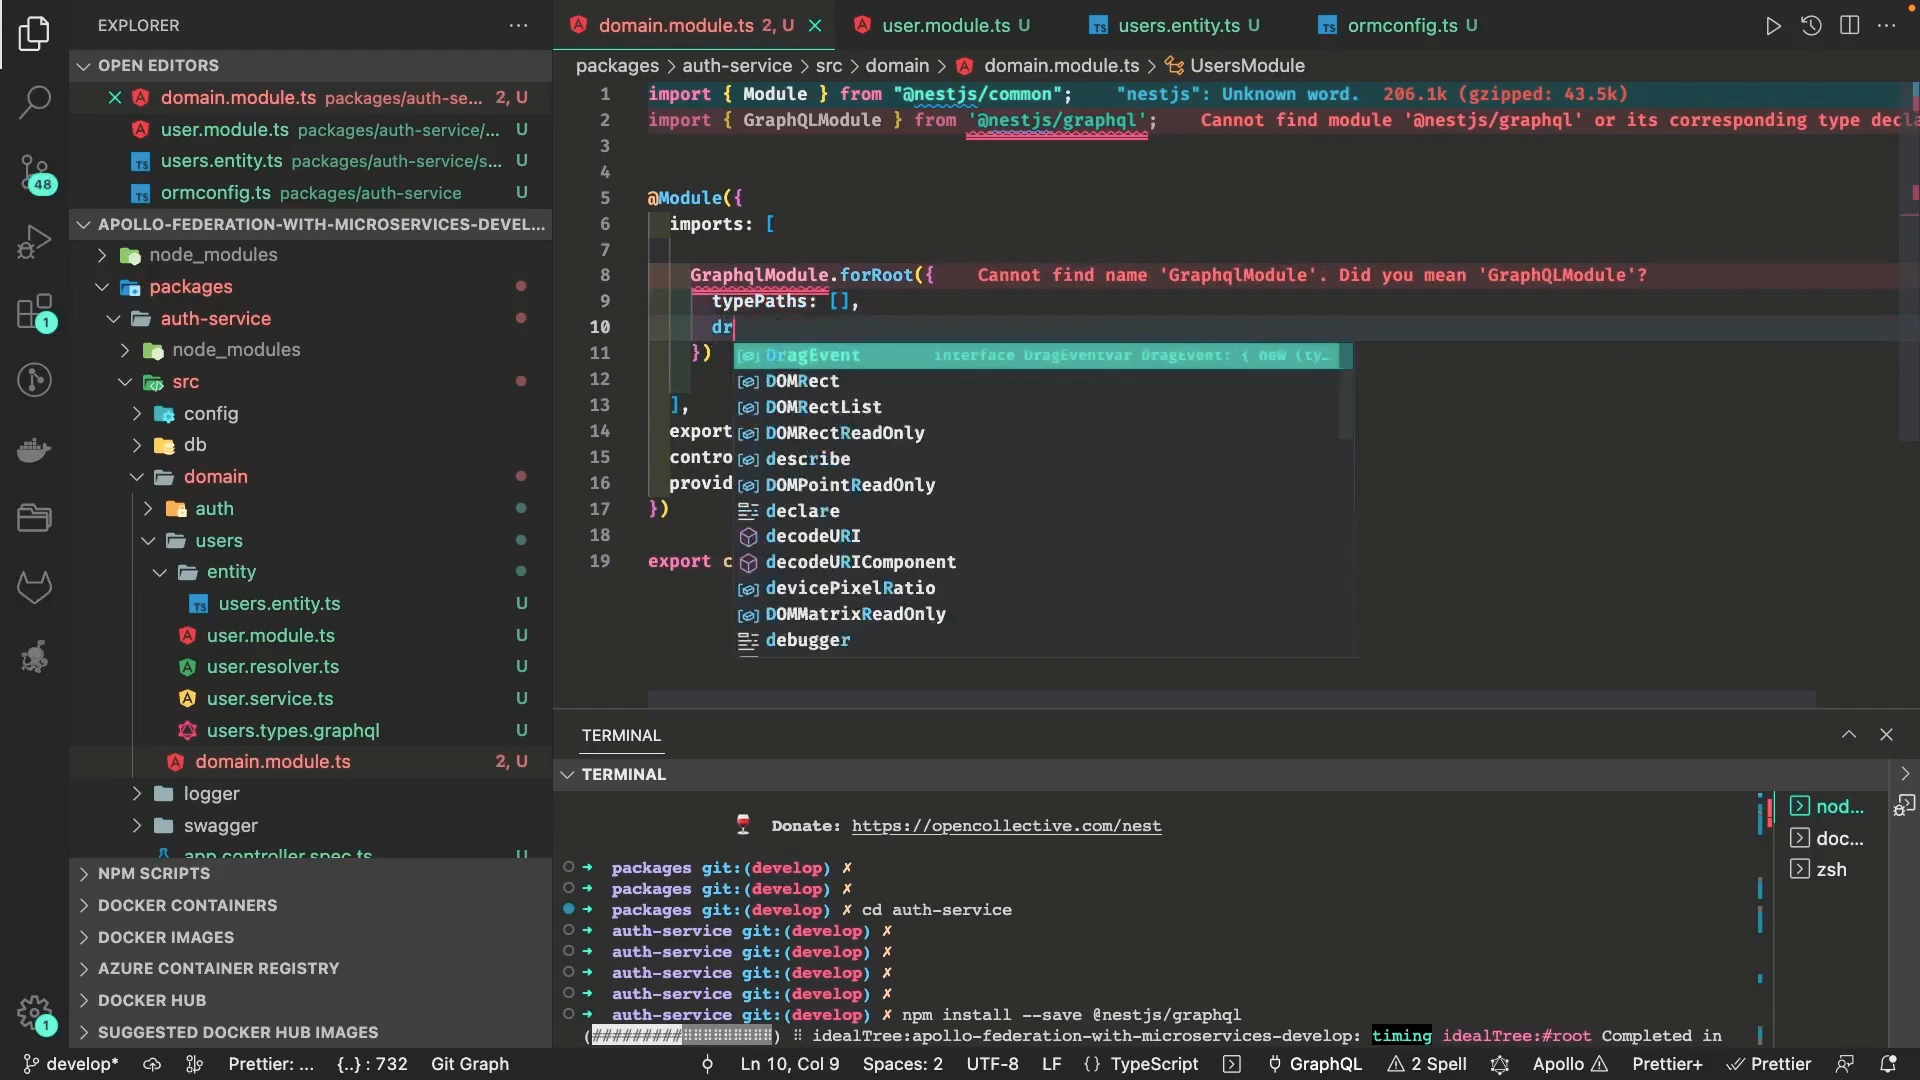 EXPLORER
OPEN EDITORS
domain.module.ts packages/auth-se... 2, U
user.module.ts packages/auth-service/... U
users.entity.ts packages/auth-service/s... U
ormconfig.ts packages/auth-service U
APOLLO-FEDERATION-WITH-MICROSERVICES-DEVEL...
node_modules
packages
auth-service
node_modules
src
config
db
domain
auth
users
entity
users.entity.ts U
user.module.ts U
user.resolver.ts U
user.service.ts U
users.types.graphql U
domain.module.ts 2, U
logger
swagger
app.controller.spec.ts U
NPM SCRIPTS
DOCKER CONTAINERS
DOCKER IMAGES
AZURE CONTAINER REGISTRY
DOCKER HUB
SUGGESTED DOCKER HUB IMAGES
48
1
1
domain.module.ts 2, U
user.module.ts U
users.entity.ts U
ormconfig.ts U
packages > auth-service > src > domain > domain.module.ts > UsersModule
1 import { Module } from "@nestjs/common"; "nestjs": Unknown word. 206.1k (gzipped: 43.5k)
2 import { GraphQLModule } from '@nestjs/graphql'; Cannot find module '@nestjs/graphql' or its corresponding type decla
3
4
5 @Module({
6 imports: [
7
8 GraphqlModule.forRoot({ Cannot find name 'GraphqlModule'. Did you mean 'GraphQLModule'?
9 typePaths: [],
10 dr
11 })
12
13 ],
14 export
15 contro
16 provid
17 })
18
19 export c
DragEvent interface DragEventvar DragEvent: { new (ty...
DOMRect
DOMRectList
DOMRectReadOnly
describe
DOMPointReadOnly
declare
decodeURI
decodeURIComponent
devicePixelRatio
DOMMatrixReadOnly
debugger
TERMINAL
TERMINAL
Donate: https://opencollective.com/nest
➜ packages git:(develop) ✗
➜ packages git:(develop) ✗
➜ packages git:(develop) ✗ cd auth-service
➜ auth-service git:(develop) ✗
➜ auth-service git:(develop) ✗
➜ auth-service git:(develop) ✗
➜ auth-service git:(develop) ✗
➜ auth-service git:(develop) ✗ npm install --save @nestjs/graphql
(#########⠂⠂⠂⠂⠂⠂⠂⠂⠂) ⠸ idealTree:apollo-federation-with-microservices-develop: timing idealTree:#root Completed in
nod...
doc...
zsh
develop* Prettier: ... {..} : 732 Git Graph Ln 10, Col 9 Spaces: 2 UTF-8 LF {} TypeScript GraphQL 2 Spell Apollo Prettier+ Prettier